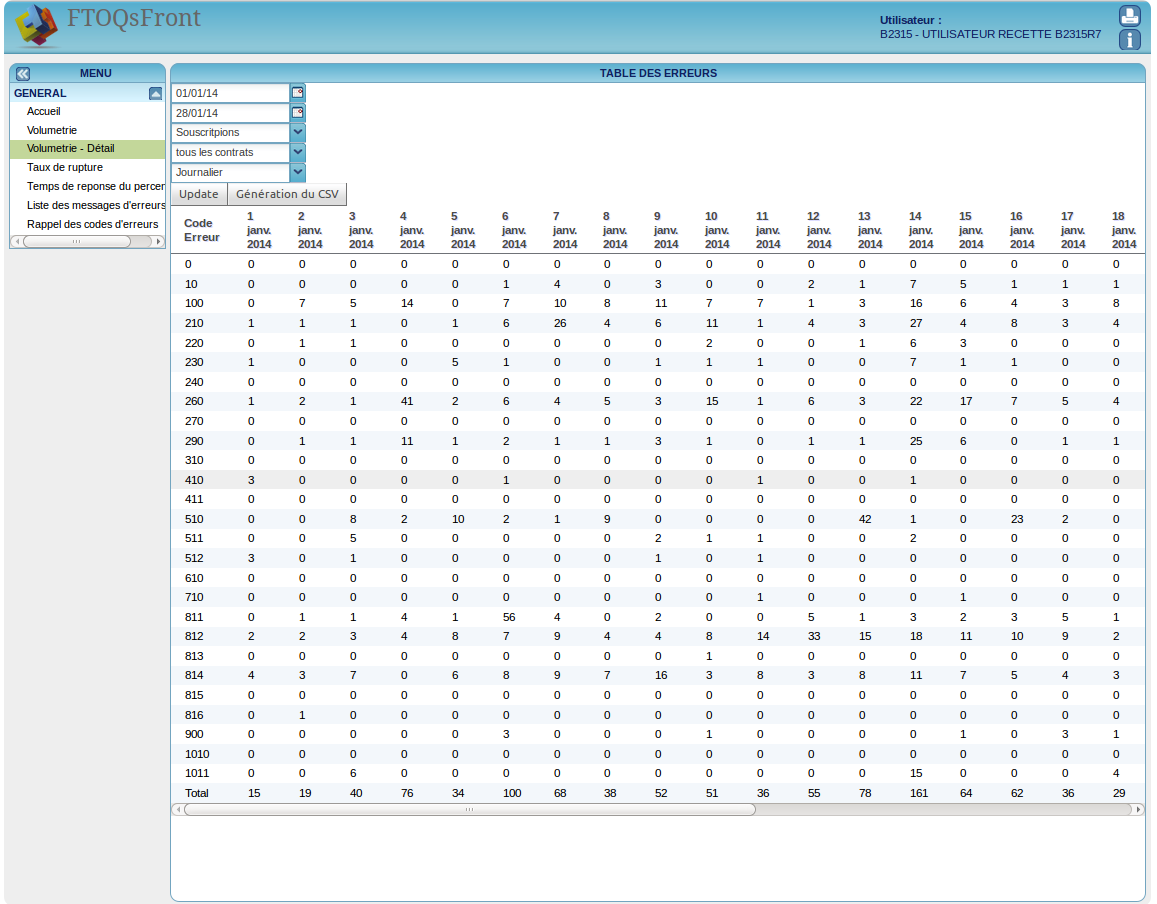 FTOQsFront
Utilisateur :
B2315 - UTILISATEUR RECETTE B2315R7
MENU
GENERAL
Accueil
Volumetrie
Volumetrie - Détail
Taux de rupture
Temps de reponse du percer
Liste des messages d'erreurs
Rappel des codes d'erreurs
TABLE DES ERREURS
01/01/14
28/01/14
Souscritpions
tous les contrats
Journalier
Update Génération du CSV
Code Erreur 1 janv. 2014 2 janv. 2014 3 janv. 2014 4 janv. 2014 5 janv. 2014 6 janv. 2014 7 janv. 2014 8 janv. 2014 9 janv. 2014 10 janv. 2014 11 janv. 2014 12 janv. 2014 13 janv. 2014 14 janv. 2014 15 janv. 2014 16 janv. 2014 17 janv. 2014 18 janv. 2014
0 0 0 0 0 0 0 0 0 0 0 0 0 0 0 0 0 0 0
10 0 0 0 0 0 1 4 0 3 0 0 2 1 7 5 1 1 1
100 0 7 5 14 0 7 10 8 11 7 7 1 3 16 6 4 3 8
210 1 1 1 0 1 6 26 4 6 11 1 4 3 27 4 8 3 4
220 0 1 1 0 0 0 0 0 0 2 0 0 1 6 3 0 0 0
230 1 0 0 0 5 1 0 0 1 1 1 0 0 7 1 1 0 0
240 0 0 0 0 0 0 0 0 0 0 0 0 0 0 0 0 0 0
260 1 2 1 41 2 6 4 5 3 15 1 6 3 22 17 7 5 4
270 0 0 0 0 0 0 0 0 0 0 0 0 0 0 0 0 0 0
290 0 1 1 11 1 2 1 1 3 1 0 1 1 25 6 0 1 1
310 0 0 0 0 0 0 0 0 0 0 0 0 0 0 0 0 0 0
410 3 0 0 0 0 1 0 0 0 0 1 0 0 1 0 0 0 0
411 0 0 0 0 0 0 0 0 0 0 0 0 0 0 0 0 0 0
510 0 0 8 2 10 2 1 9 0 0 0 0 42 1 0 23 2 0
511 0 0 5 0 0 0 0 0 2 1 1 0 0 2 0 0 0 0
512 3 0 1 0 0 0 0 0 1 0 1 0 0 0 0 0 0 0
610 0 0 0 0 0 0 0 0 0 0 0 0 0 0 0 0 0 0
710 0 0 0 0 0 0 0 0 0 0 1 0 0 0 1 0 0 0
811 0 1 1 4 1 56 4 0 2 0 0 5 1 3 2 3 5 1
812 2 2 3 4 8 7 9 4 4 8 14 33 15 18 11 10 9 2
813 0 0 0 0 0 0 0 0 0 1 0 0 0 0 0 0 0 0
814 4 3 7 0 6 8 9 7 16 3 8 3 8 11 7 5 4 3
815 0 0 0 0 0 0 0 0 0 0 0 0 0 0 0 0 0 0
816 0 1 0 0 0 0 0 0 0 0 0 0 0 0 0 0 0 0
900 0 0 0 0 0 3 0 0 0 1 0 0 0 0 1 0 3 1
1010 0 0 0 0 0 0 0 0 0 0 0 0 0 0 0 0 0 0
1011 0 0 6 0 0 0 0 0 0 0 0 0 0 15 0 0 0 4
Total 15 19 40 76 34 100 68 38 52 51 36 55 78 161 64 62 36 29